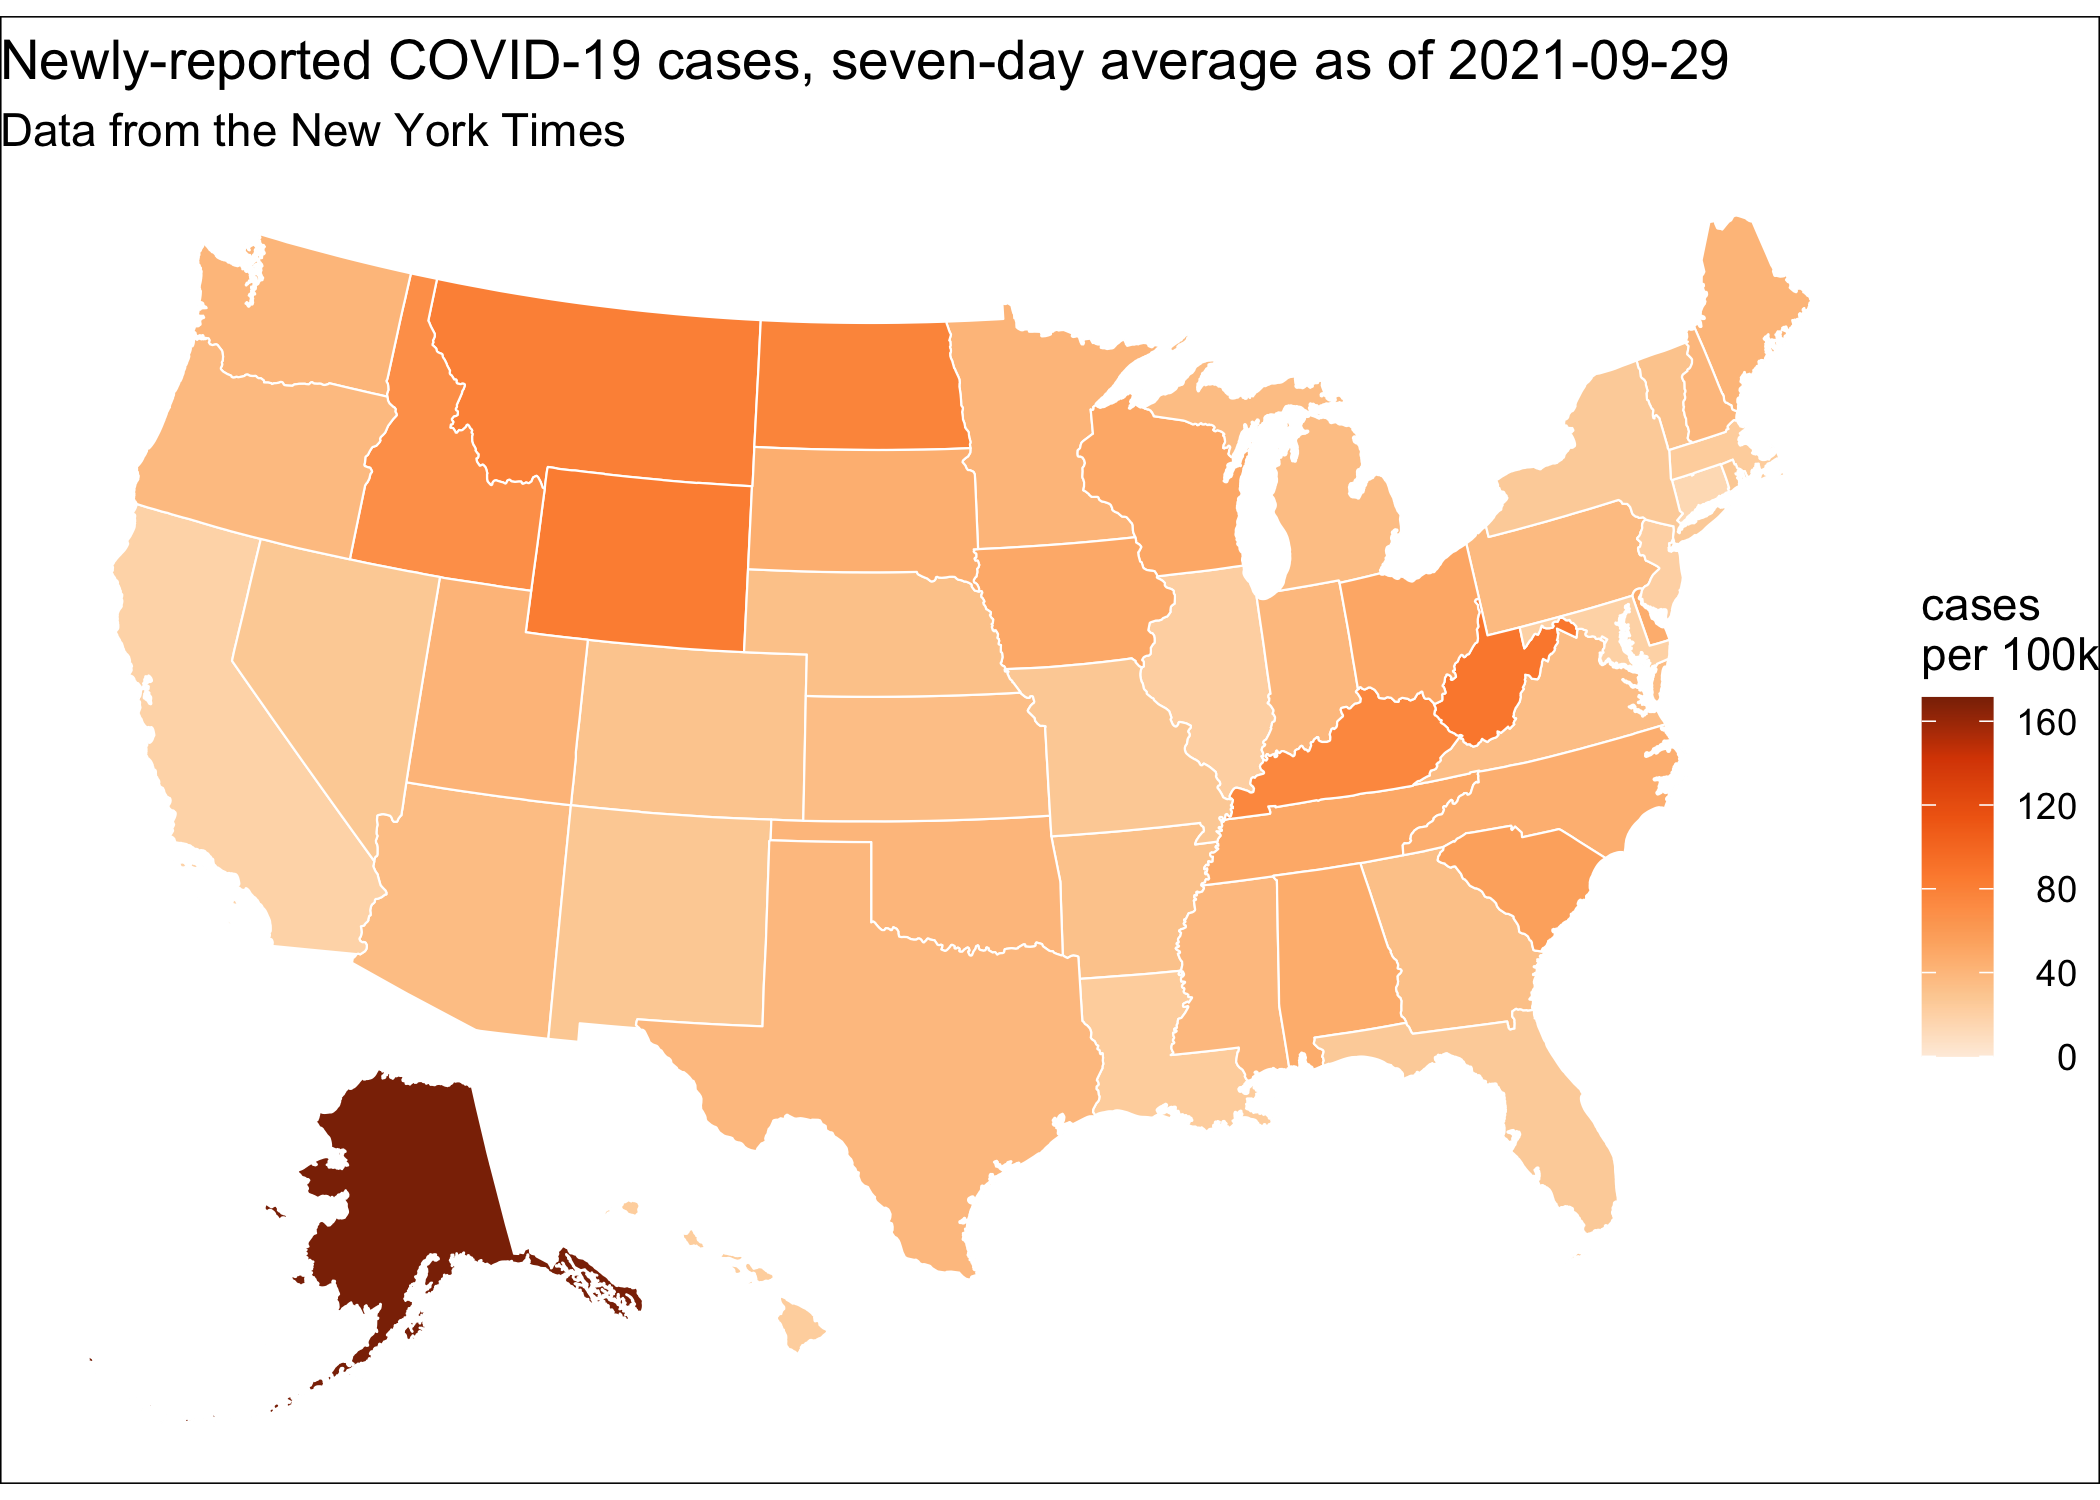 Newly-reported COVID-19 cases, seven-day average as of 2021-09-29
Data from the New York Times
cases
per 100k
160
120
80
40
0